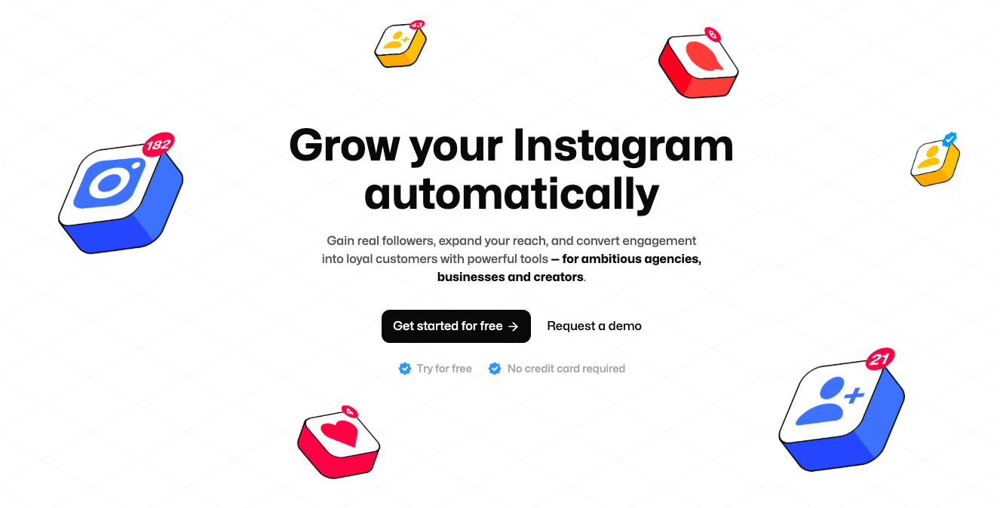 43
6
182
Grow your Instagram
automatically
Gain real followers, expand your reach, and convert engagement
into loyal customers with powerful tools — for ambitious agencies,
businesses and creators.
Get started for free →
Request a demo
Try for free
No credit card required
21
4